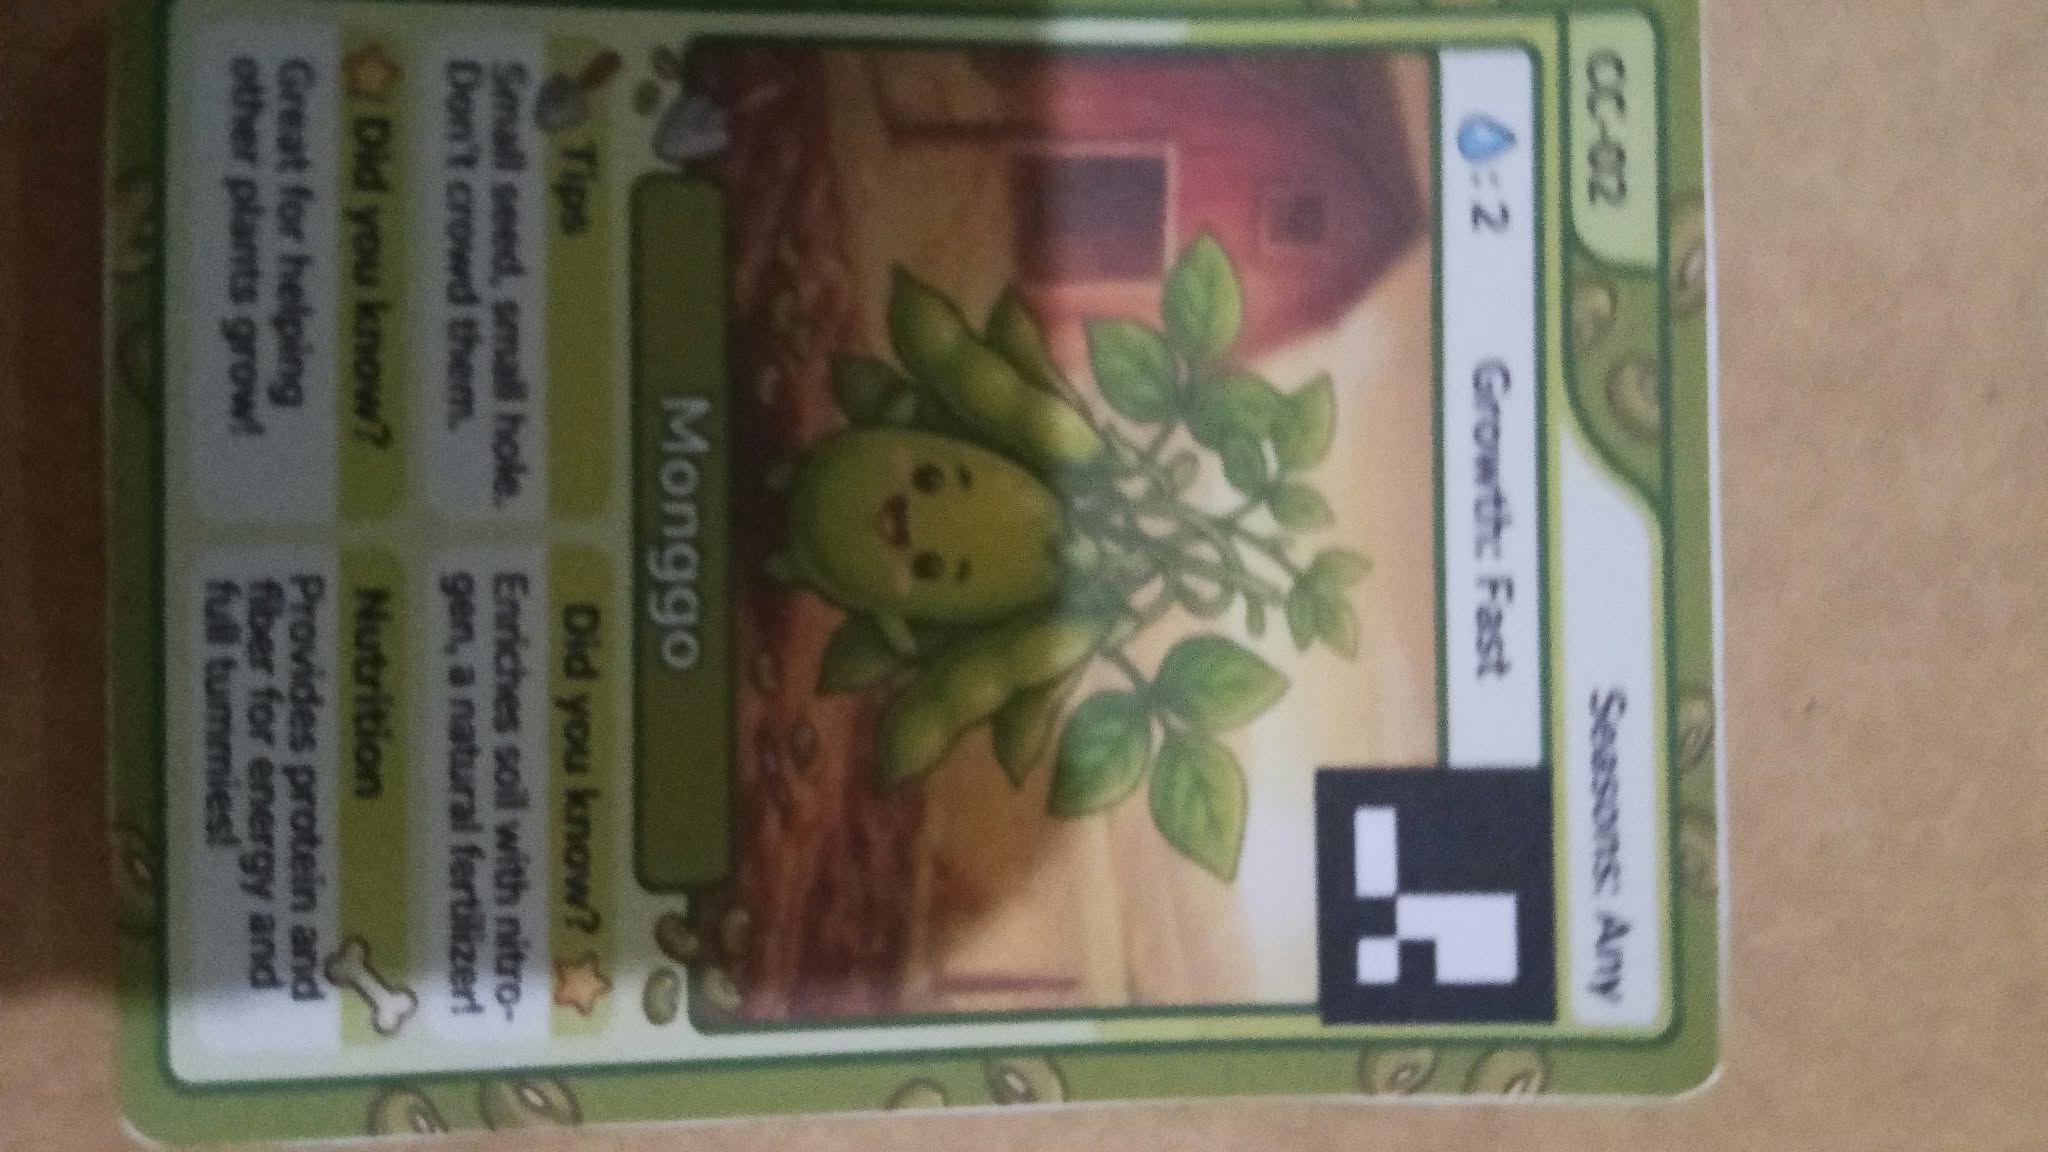 CC-02
Seasons: Any
: 2
Growth: Fast
Monggo
Tips
Small seed, small hole.
Don't crowd them.
Did you know?
Enriches soil with nitro-
gen, a natural fertilizer!
Did you know?
Great for helping
other plants grow!
Nutrition
Provides protein and
fiber for energy and
full tummies!